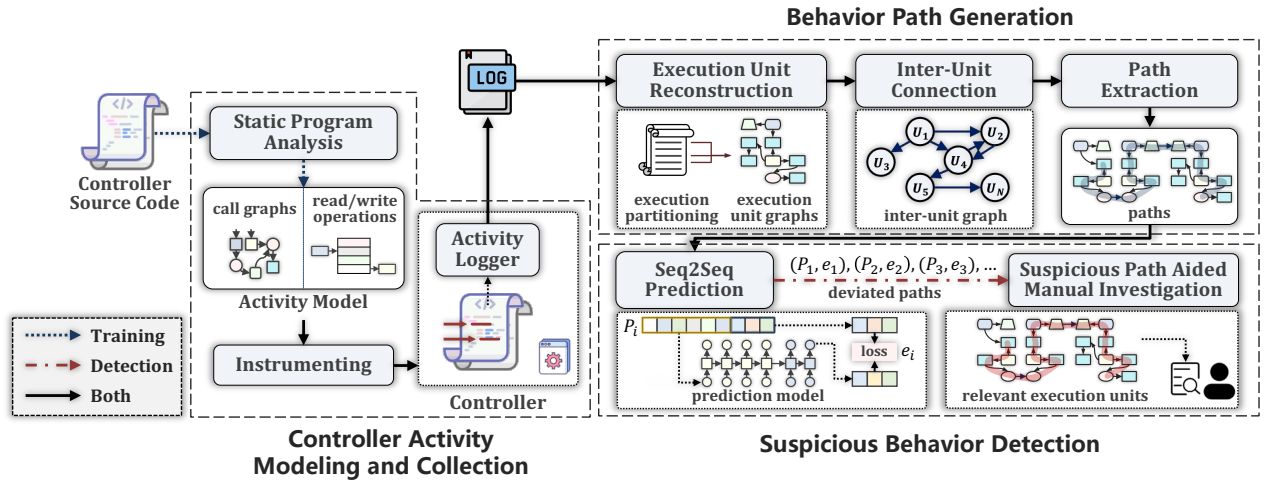 Behavior Path Generation
LOG
Execution Unit
Reconstruction
Inter-Unit
Connection
Path
Extraction
execution
partitioning
execution
unit graphs
U1
U2
U3
U4
U5
UN
inter-unit graph
paths
Controller
Source Code
Static Program
Analysis
call graphs
read/write
operations
Activity Model
Instrumenting
Activity
Logger
Controller
Controller Activity
Modeling and Collection
Training
Detection
Both
Seq2Seq
Prediction
(P1, e1), (P2, e2), (P3, e3), ...
deviated paths
Suspicious Path Aided
Manual Investigation
Pi
loss
ei
prediction model
relevant execution units
Suspicious Behavior Detection